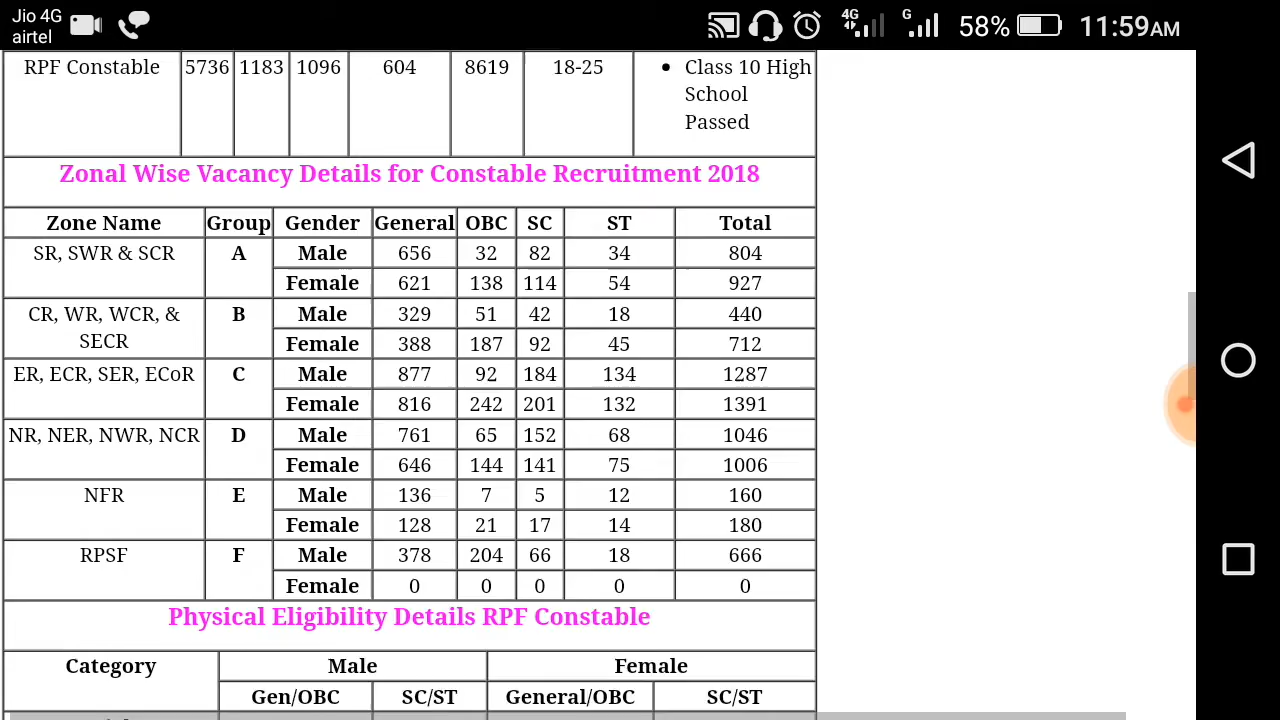 Jio 4G
airtel
4G G 58% 11:59AM
RPF Constable 5736 1183 1096 604 8619 18-25 • Class 10 High
School
Passed
Zonal Wise Vacancy Details for Constable Recruitment 2018
Zone Name Group Gender General OBC SC ST Total
SR, SWR & SCR A Male 656 32 82 34 804
Female 621 138 114 54 927
CR, WR, WCR, & B Male 329 51 42 18 440
SECR Female 388 187 92 45 712
ER, ECR, SER, ECoR C Male 877 92 184 134 1287
Female 816 242 201 132 1391
NR, NER, NWR, NCR D Male 761 65 152 68 1046
Female 646 144 141 75 1006
NFR E Male 136 7 5 12 160
Female 128 21 17 14 180
RPSF F Male 378 204 66 18 666
Female 0 0 0 0 0
Physical Eligibility Details RPF Constable
Category Male Female
Gen/OBC SC/ST General/OBC SC/ST